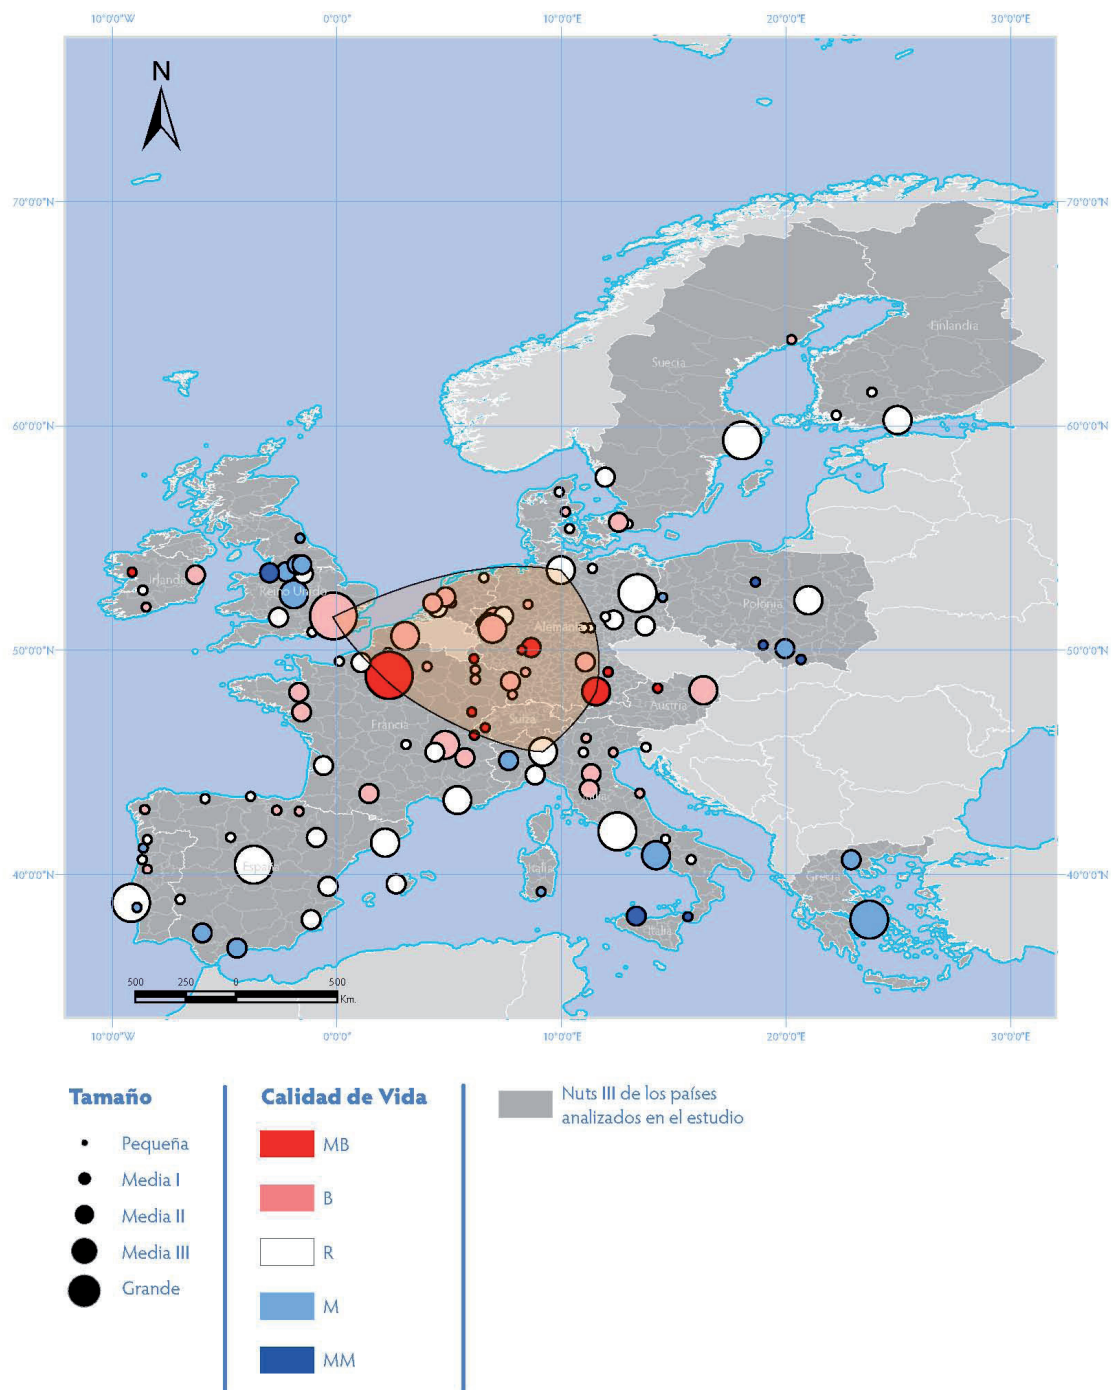 10°0'0"W 0°0'0" 10°0'0"E 20°0'0"E 30°0'0"E
N
70°0'0"N 70°0'0"N
Finlandia
Suecia
60°0'0"N 60°0'0"N
Irlanda
Reino Unido
Polonia
Alemania
50°0'0"N 50°0'0"N
Austria
Suiza
Francia
Italia
España
40°0'0"N 40°0'0"N
Italia
Grecia
Italia
500 250 0 500
Km.
10°0'0"W 0°0'0" 10°0'0"E 20°0'0"E 30°0'0"E
Tamaño
Pequeña
Media I
Media II
Media III
Grande
Calidad de Vida
MB
B
R
M
MM
Nuts III de los países
analizados en el estudio